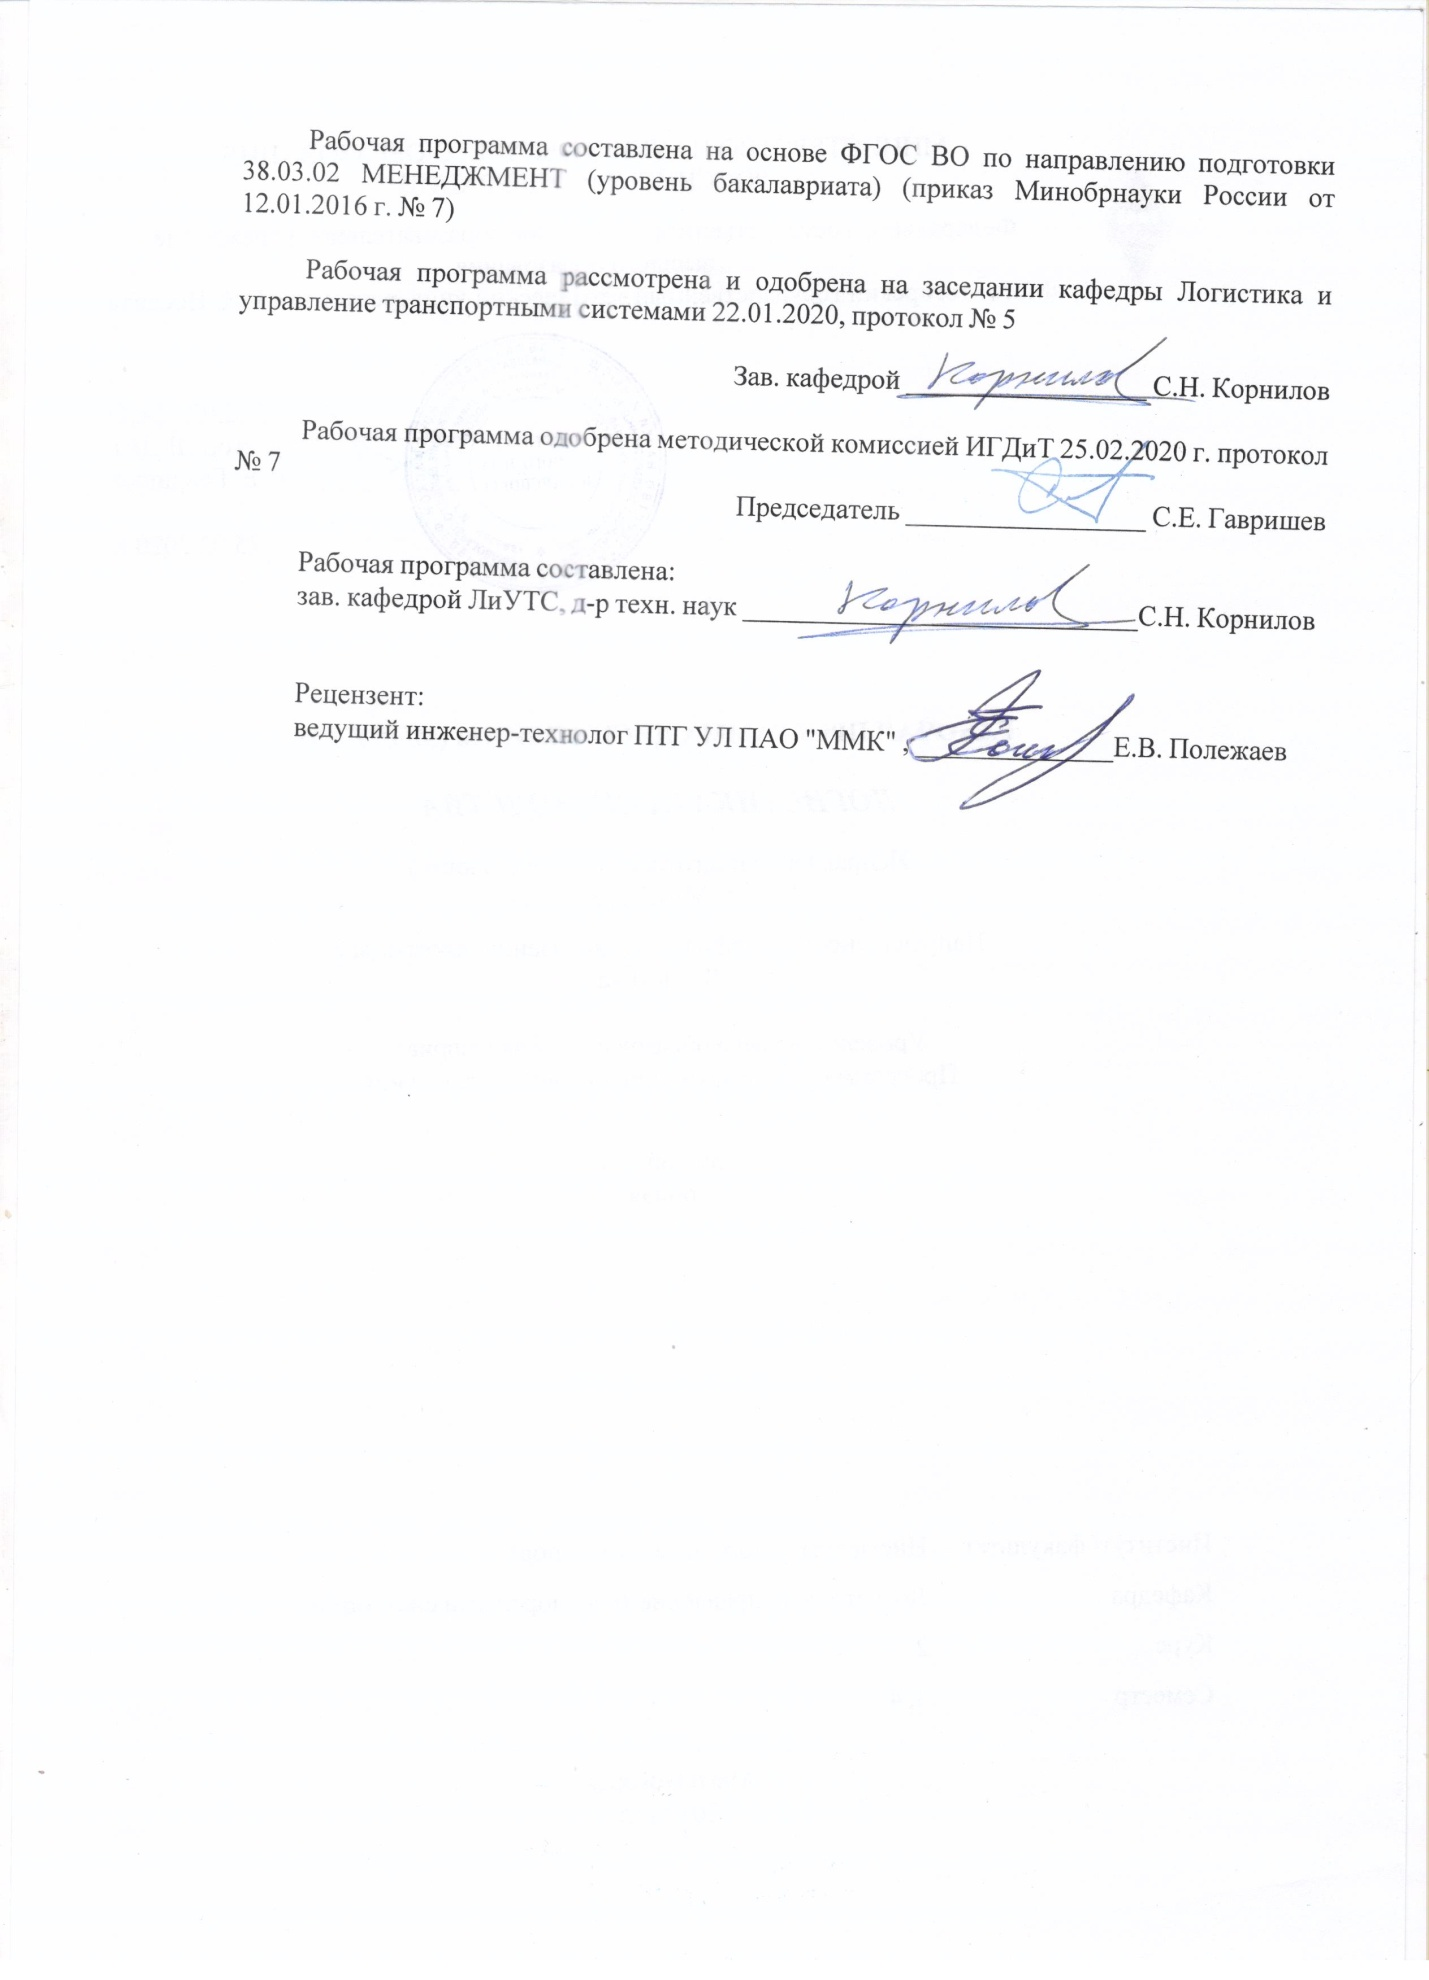 Рабочая программа составлена на основе ФГОС ВО по направлению подготовки
38.03.02 МЕНЕДЖМЕНТ (уровень бакалавриата) (приказ Минобрнауки России от
12.01.2016 г. № 7)
Рабочая программа рассмотрена и одобрена на заседании кафедры Логистика и
управление транспортными системами 22.01.2020, протокол № 5
Зав. кафедрой Корнилов С.Н. Корнилов
Рабочая программа одобрена методической комиссией ИГДиТ 25.02.2020 г. протокол
№ 7
Председатель С.Е. Гавришев
Рабочая программа составлена:
зав. кафедрой ЛиУТС, д-р техн. наук Корнилов С.Н. Корнилов
Рецензент:
ведущий инженер-технолог ПТГ УЛ ПАО "ММК" , Е.В. Полежаев